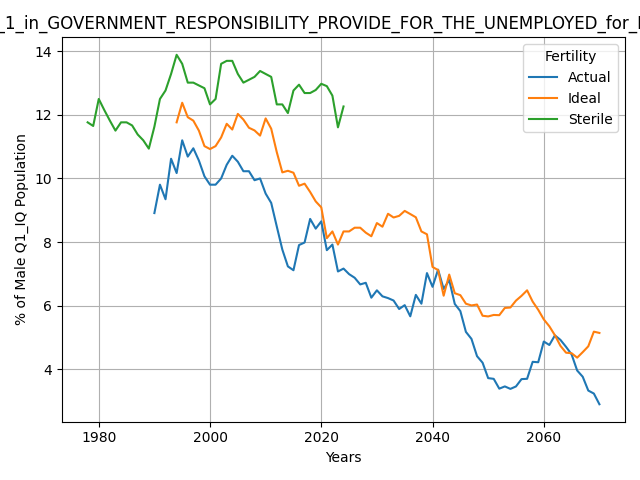 _1_in_GOVERNMENT_RESPONSIBILITY_PROVIDE_FOR_THE_UNEMPLOYED_for_
Fertility
Actual
Ideal
Sterile
% of Male Q1_IQ Population
14
12
10
8
6
4
1980 2000 2020 2040 2060
Years